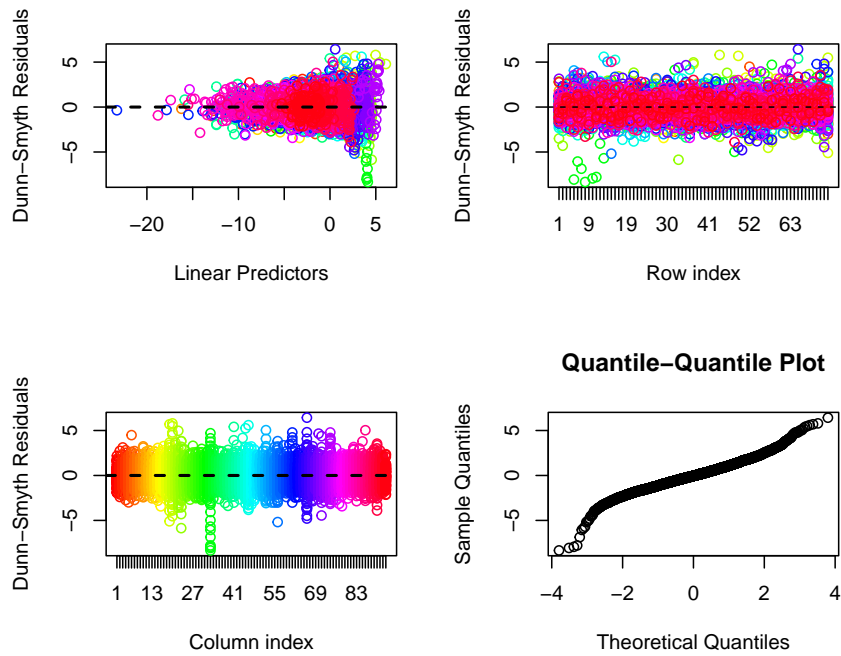 Dunn−Smyth Residuals
5
0
−5
−20 −10 0 5
Linear Predictors
Dunn−Smyth Residuals
5
0
−5
1 9 19 30 41 52 63
Row index
Dunn−Smyth Residuals
5
0
−5
1 13 27 41 55 69 83
Column index
Quantile−Quantile Plot
Sample Quantiles
5
0
−5
−4 −2 0 2 4
Theoretical Quantiles